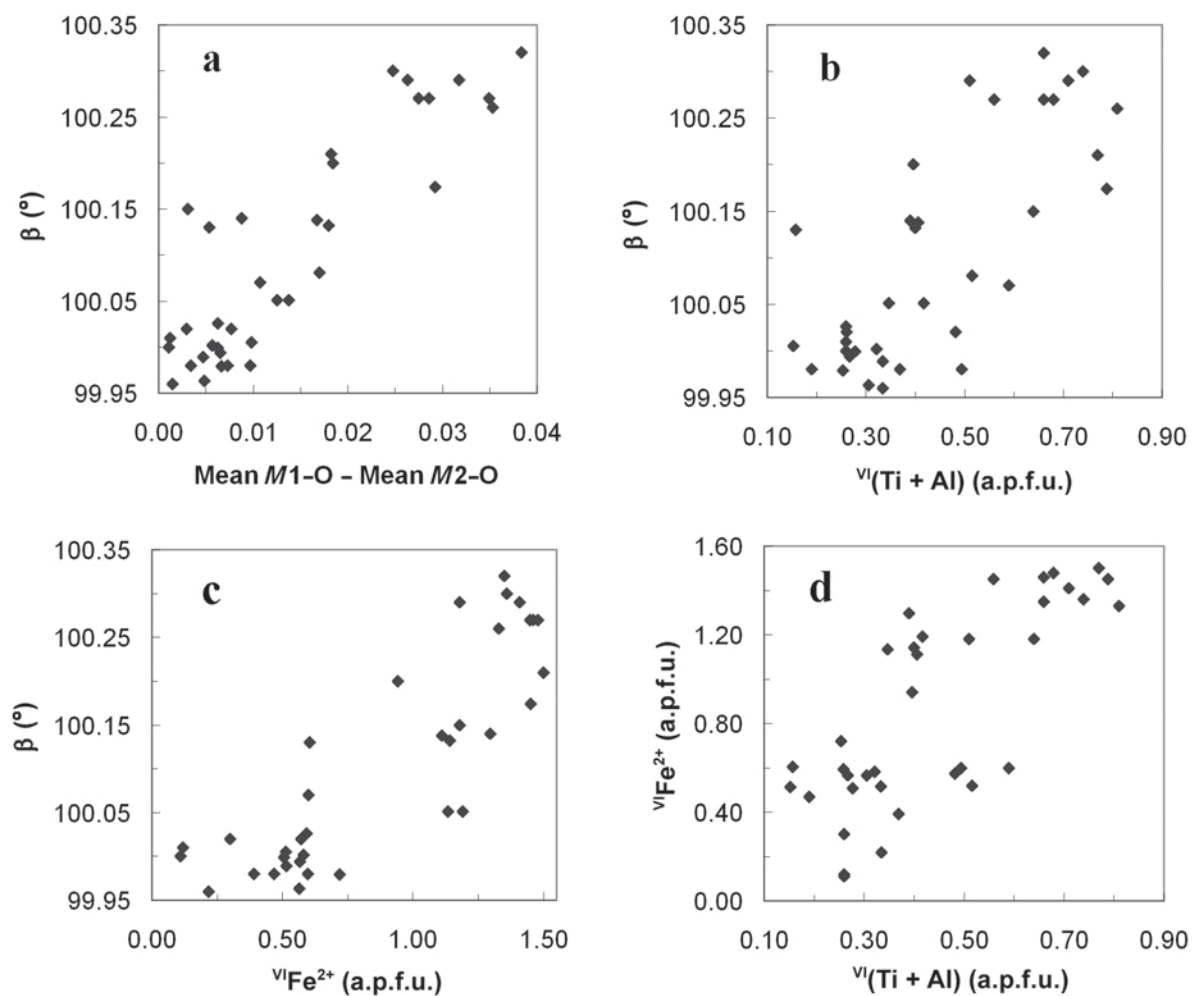 a
100.35
100.25
100.15
100.05
99.95
β (°)
0.00 0.01 0.02 0.03 0.04
Mean M1–O – Mean M2–O
b
100.35
100.25
100.15
100.05
99.95
β (°)
0.10 0.30 0.50 0.70 0.90
VI(Ti + Al) (a.p.f.u.)
c
100.35
100.25
100.15
100.05
99.95
β (°)
0.00 0.50 1.00 1.50
VIFe2+ (a.p.f.u.)
d
1.60
1.20
0.80
0.40
0.00
VIFe2+ (a.p.f.u.)
0.10 0.30 0.50 0.70 0.90
VI(Ti + Al) (a.p.f.u.)